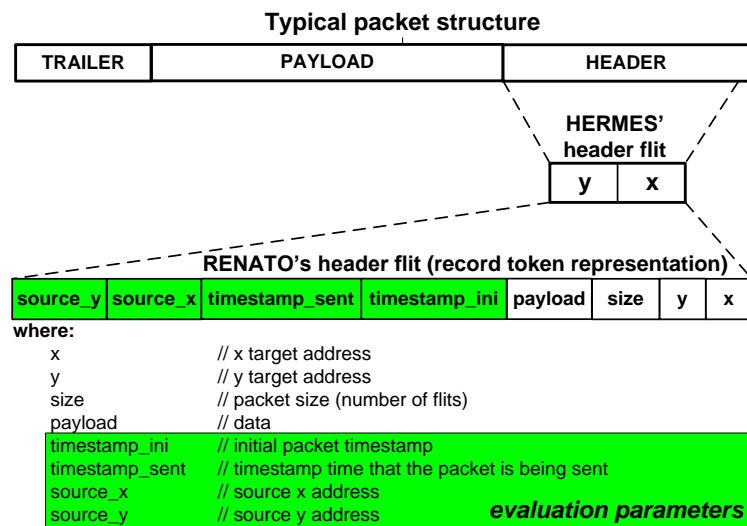 Typical packet structure
TRAILER PAYLOAD HEADER
HERMES'
header flit
y x
RENATO's header flit (record token representation)
source_y source_x timestamp_sent timestamp_ini payload size y x
where:
x // x target address
y // y target address
size // packet size (number of flits)
payload // data
timestamp_ini // initial packet timestamp
timestamp_sent // timestamp time that the packet is being sent
source_x // source x address
source_y // source y address
evaluation parameters